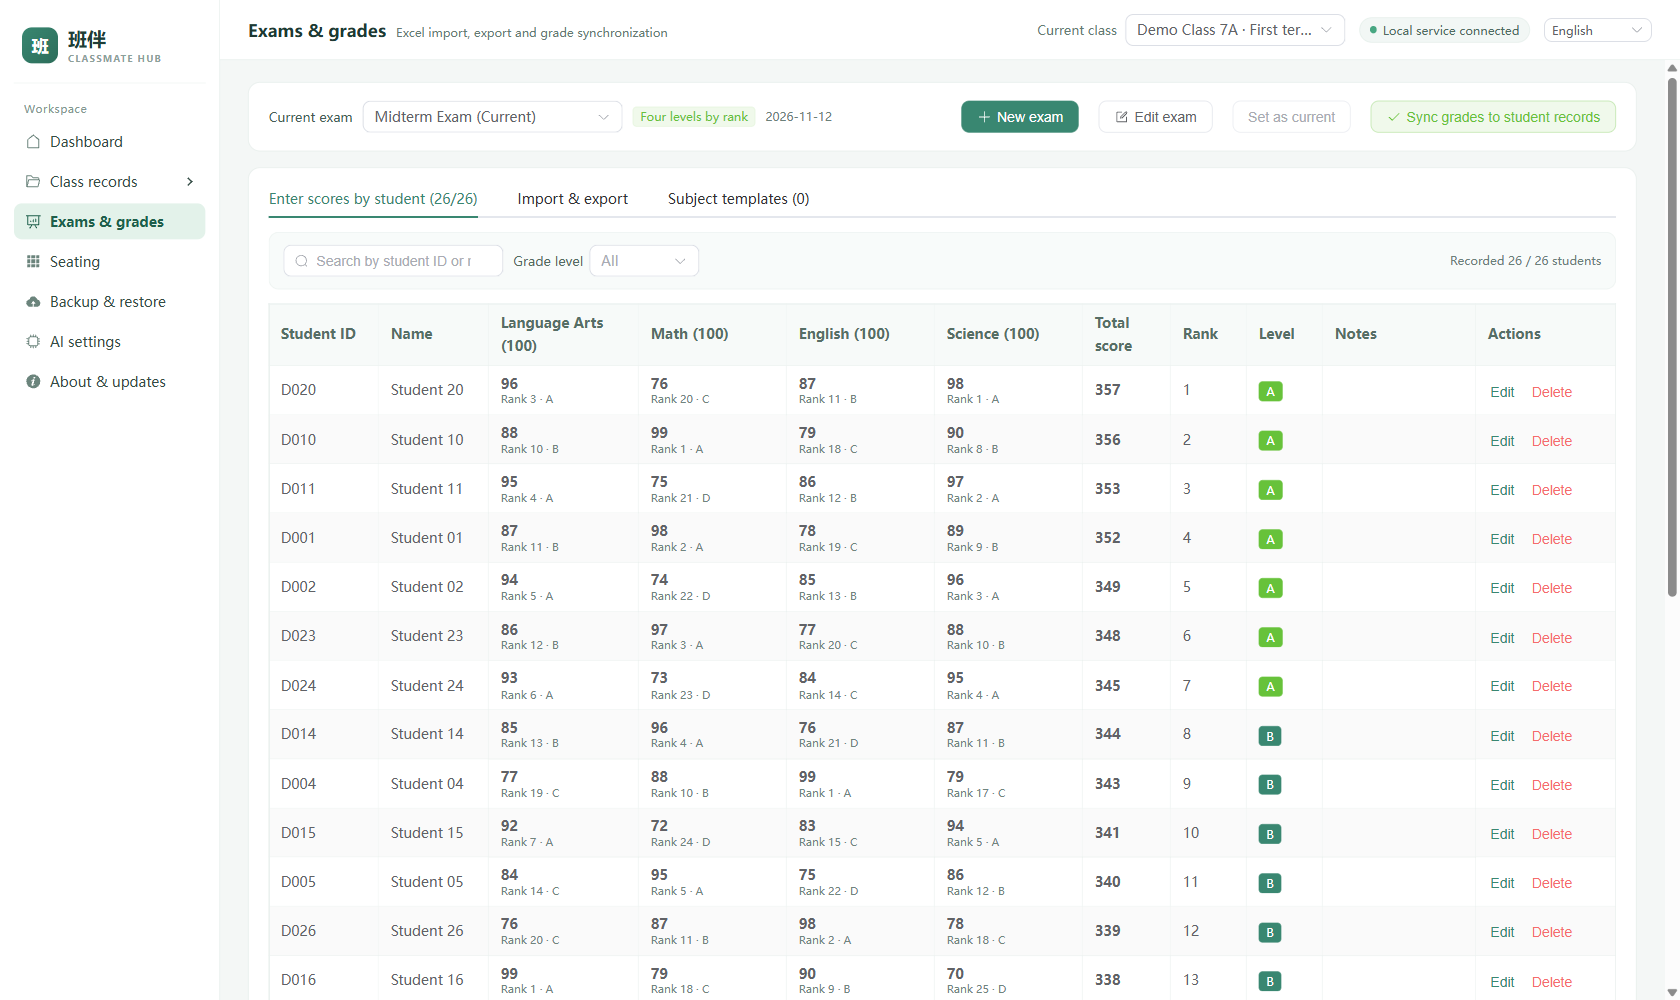 班
班伴
CLASSMATE HUB
Workspace
Dashboard
Class records
Exams & grades
Seating
Backup & restore
AI settings
About & updates
Exams & grades Excel import, export and grade synchronization
Current class Demo Class 7A · First ter... Local service connected English
Current exam Midterm Exam (Current) Four levels by rank 2026-11-12 New exam Edit exam Set as current Sync grades to student records
Enter scores by student (26/26) Import & export Subject templates (0)
Search by student ID or r Grade level All Recorded 26 / 26 students
Student ID Name Language Arts (100) Math (100) English (100) Science (100) Total score Rank Level Notes Actions
D020 Student 20 96 76 87 98 357 1 A Edit Delete
Rank 3 · A Rank 20 · C Rank 11 · B Rank 1 · A
D010 Student 10 88 99 79 90 356 2 A Edit Delete
Rank 10 · B Rank 1 · A Rank 18 · C Rank 8 · B
D011 Student 11 95 75 86 97 353 3 A Edit Delete
Rank 4 · A Rank 21 · D Rank 12 · B Rank 2 · A
D001 Student 01 87 98 78 89 352 4 A Edit Delete
Rank 11 · B Rank 2 · A Rank 19 · C Rank 9 · B
D002 Student 02 94 74 85 96 349 5 A Edit Delete
Rank 5 · A Rank 22 · D Rank 13 · B Rank 3 · A
D023 Student 23 86 97 77 88 348 6 A Edit Delete
Rank 12 · B Rank 3 · A Rank 20 · C Rank 10 · B
D024 Student 24 93 73 84 95 345 7 A Edit Delete
Rank 6 · A Rank 23 · D Rank 14 · C Rank 4 · A
D014 Student 14 85 96 76 87 344 8 B Edit Delete
Rank 13 · B Rank 4 · A Rank 21 · D Rank 11 · B
D004 Student 04 77 88 99 79 343 9 B Edit Delete
Rank 19 · C Rank 10 · B Rank 1 · A Rank 17 · C
D015 Student 15 92 72 83 94 341 10 B Edit Delete
Rank 7 · A Rank 24 · D Rank 15 · C Rank 5 · A
D005 Student 05 84 95 75 86 340 11 B Edit Delete
Rank 14 · C Rank 5 · A Rank 22 · D Rank 12 · B
D026 Student 26 76 87 98 78 339 12 B Edit Delete
Rank 20 · C Rank 11 · B Rank 2 · A Rank 18 · C
D016 Student 16 99 79 90 70 338 13 B Edit Delete
Rank 1 · A Rank 18 · C Rank 9 · B Rank 25 · D